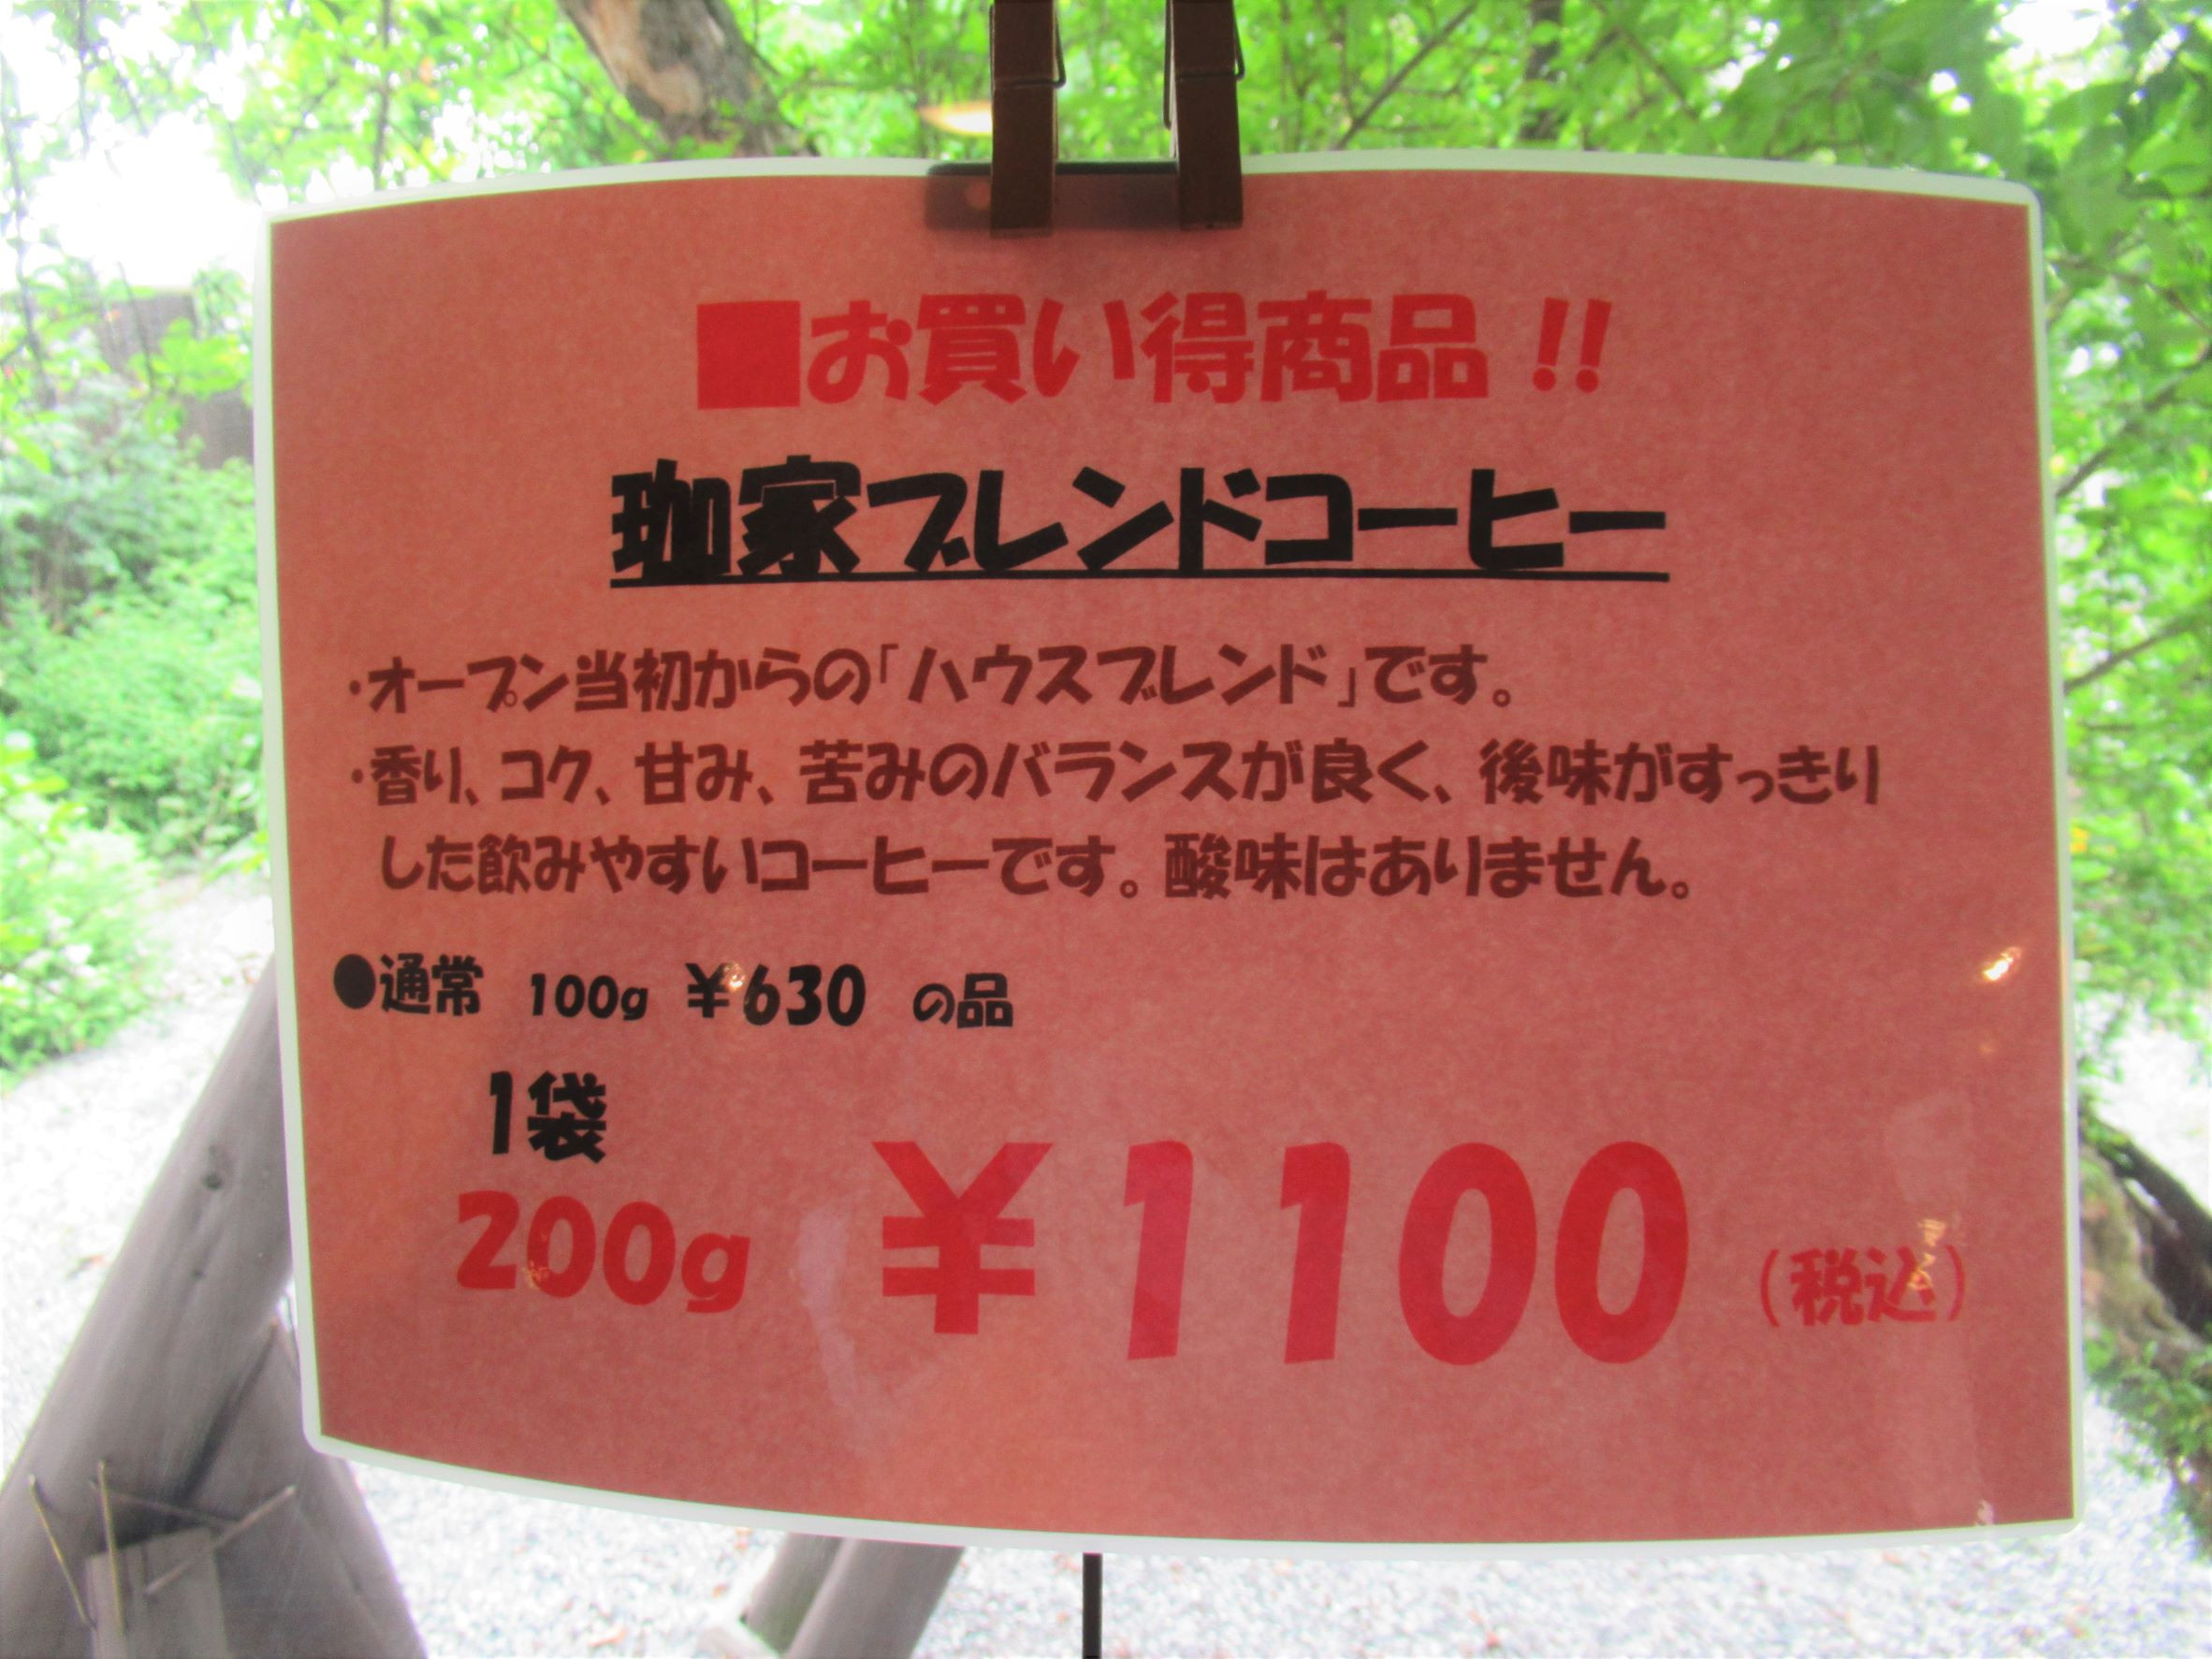 ■お買い得商品!!
珈家ブレンドコーヒー
・オープン当初からの「ハウスブレンド」です。
・香り、コク、甘み、苦みのバランスが良く、後味がすっきり
した飲みやすいコーヒーです。酸味はありません。
●通常 100g ¥630 の品
1袋
200g ¥1100 (税込)